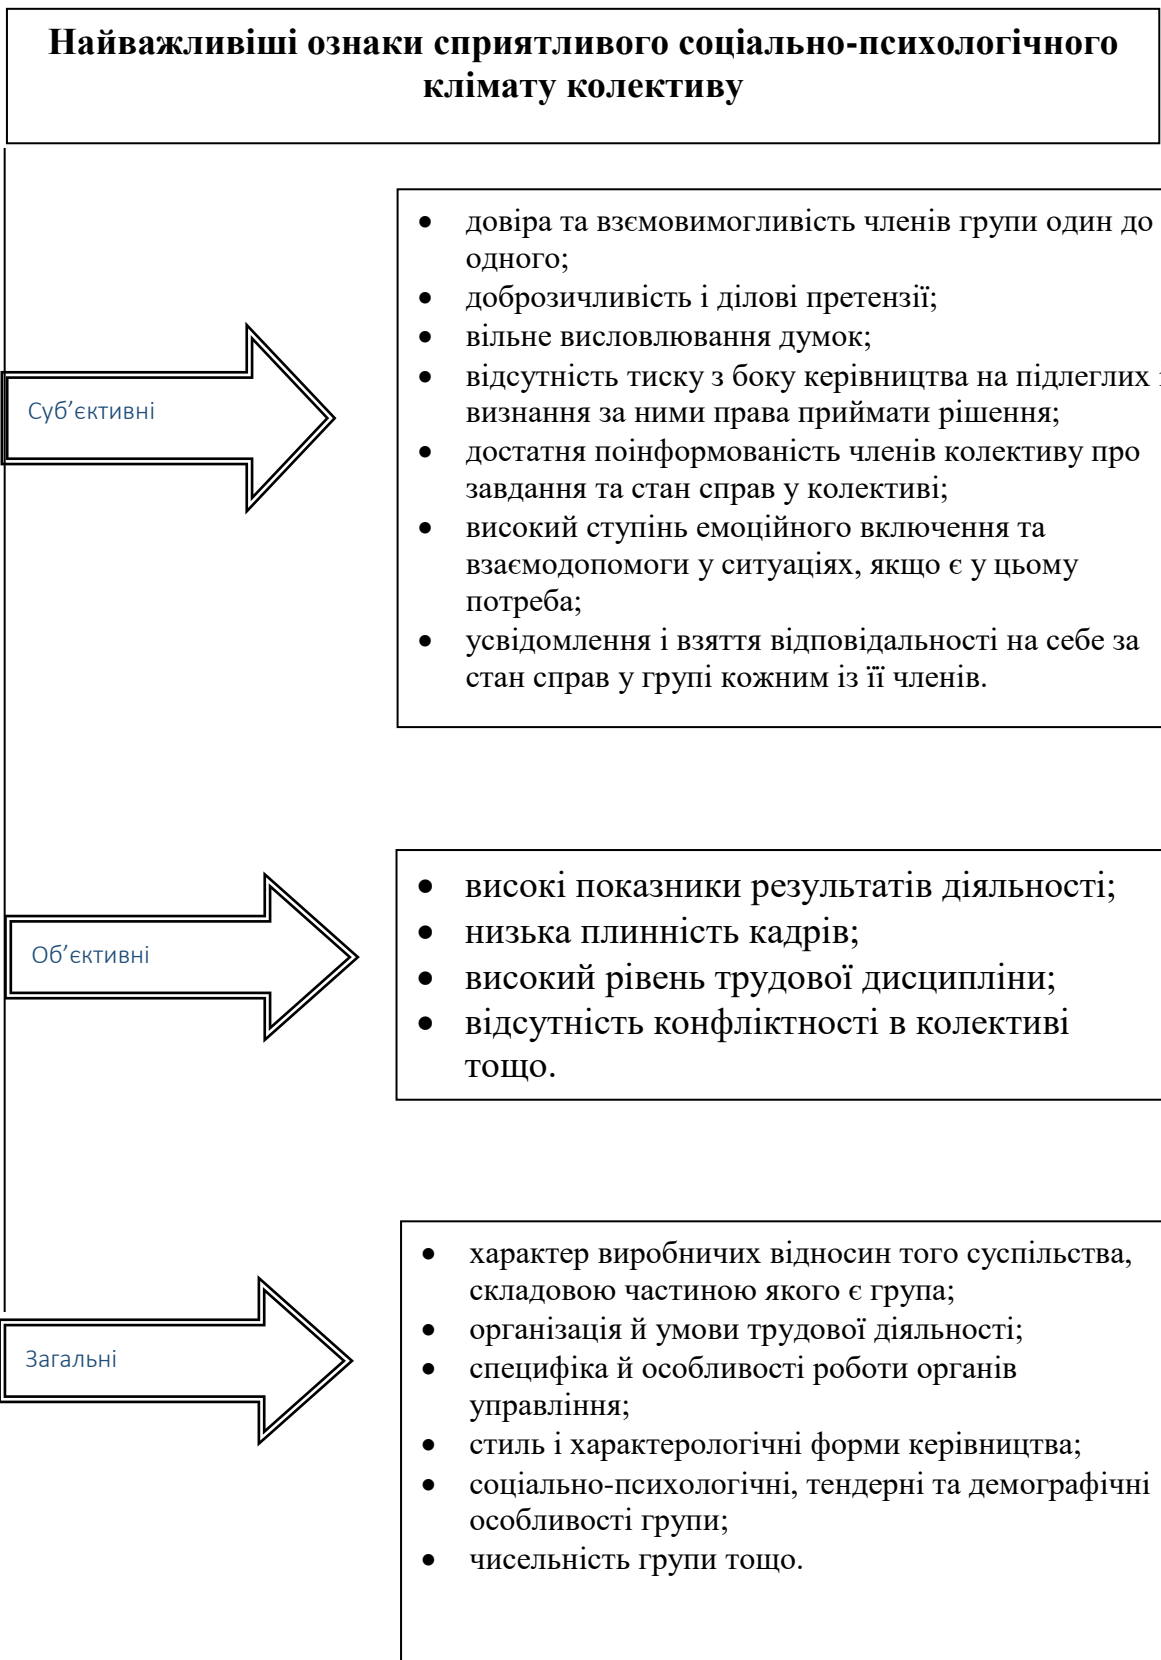 Найважливіші ознаки сприятливого соціально-психологічного
клімату колективу
Суб’єктивні
• довіра та взємовимогливість членів групи один до
одного;
• доброзичливість і ділові претензії;
• вільне висловлювання думок;
• відсутність тиску з боку керівництва на підлеглих
визнання за ними права приймати рішення;
• достатня поінформованість членів колективу про
завдання та стан справ у колективі;
• високий ступінь емоційного включення та
взаємодопомоги у ситуаціях, якщо є у цьому
потреба;
• усвідомлення і взяття відповідальності на себе за
стан справ у групі кожним із її членів.
Об’єктивні
• високі показники результатів діяльності;
• низька плинність кадрів;
• високий рівень трудової дисципліни;
• відсутність конфліктності в колективі
тощо.
Загальні
• характер виробничих відносин того суспільства,
складовою частиною якого є група;
• організація й умови трудової діяльності;
• специфіка й особливості роботи органів
управління;
• стиль і характерологічні форми керівництва;
• соціально-психологічні, тендерні та демографічні
особливості групи;
• чисельність групи тощо.